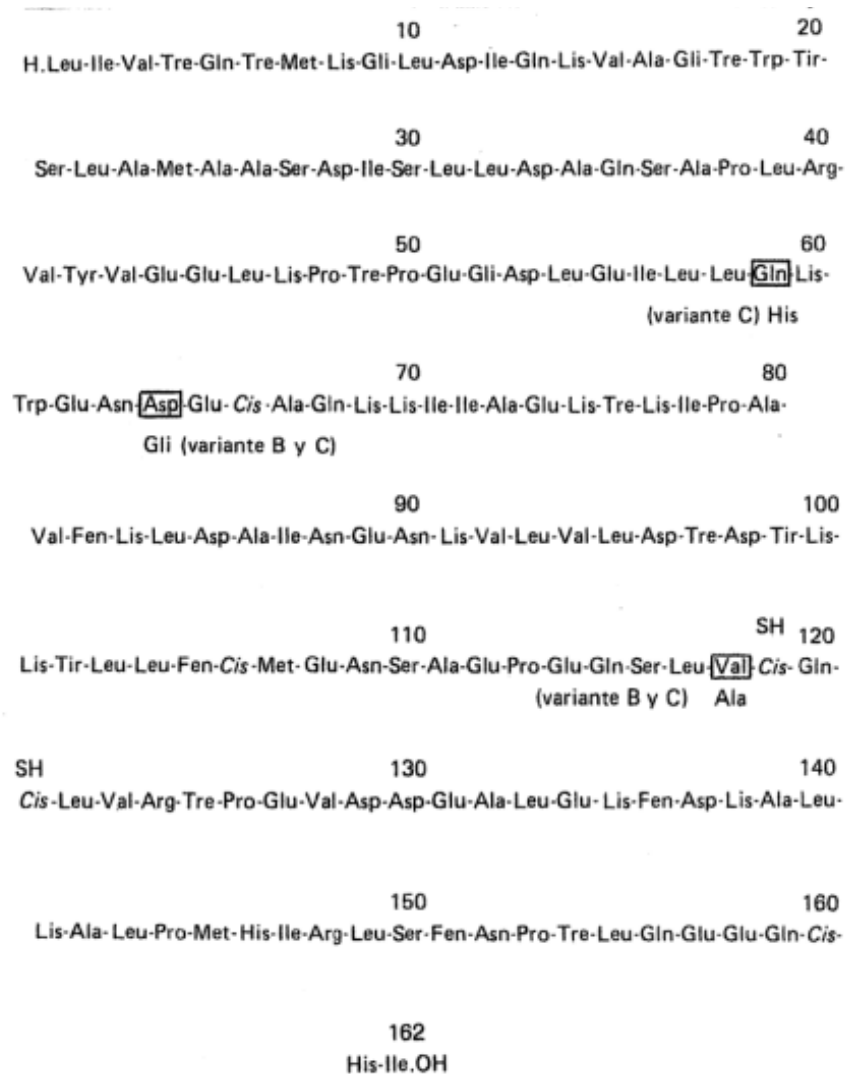 10 20
H.Leu-Ile-Val-Tre-Gln-Tre-Met-Lis-Gli-Leu-Asp-Ile-Gln-Lis-Val-Ala-Gli-Tre-Trp-Tir-
30 40
Ser-Leu-Ala-Met-Ala-Ala-Ser-Asp-Ile-Ser-Leu-Leu-Asp-Ala-Gln-Ser-Ala-Pro-Leu-Arg-
50 60
Val-Tyr-Val-Glu-Glu-Leu-Lis-Pro-Tre-Pro-Glu-Gli-Asp-Leu-Glu-Ile-Leu-Leu-Gln-Lis-
(variante C) His
70 80
Trp-Glu-Asn-Asp-Glu-Cis-Ala-Gln-Lis-Lis-Ile-Ile-Ala-Glu-Lis-Tre-Lis-Ile-Pro-Ala-
Gli (variante B y C)
90 100
Val-Fen-Lis-Leu-Asp-Ala-Ile-Asn-Glu-Asn-Lis-Val-Leu-Val-Leu-Asp-Tre-Asp-Tir-Lis-
110 SH 120
Lis-Tir-Leu-Leu-Fen-Cis-Met-Glu-Asn-Ser-Ala-Glu-Pro-Glu-Gln-Ser-Leu-Val-Cis-Gln-
(variante B y C) Ala
SH 130 140
Cis-Leu-Val-Arg-Tre-Pro-Glu-Val-Asp-Asp-Glu-Ala-Leu-Glu-Lis-Fen-Asp-Lis-Ala-Leu-
150 160
Lis-Ala-Leu-Pro-Met-His-Ile-Arg-Leu-Ser-Fen-Asn-Pro-Tre-Leu-Gln-Glu-Glu-Gln-Cis-
162
His-Ile.OH